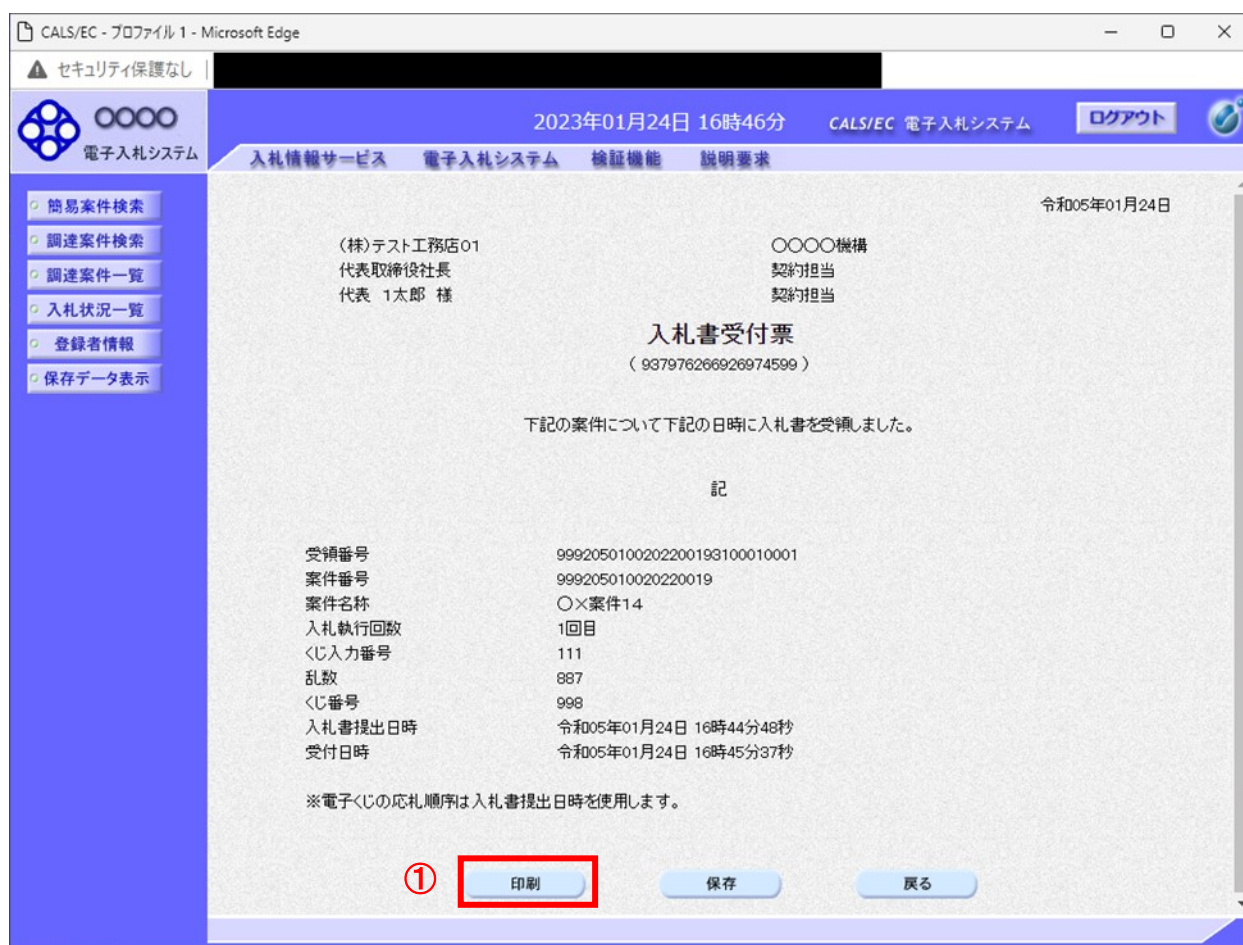 CALS/EC - プロファイル 1 - Microsoft Edge
セキュリティ保護なし
〇〇〇〇
電子入札システム
2023年01月24日 16時46分
CALS/EC 電子入札システム
ログアウト
入札情報サービス 電子入札システム 検証機能 説明要求
簡易案件検索
調達案件検索
調達案件一覧
入札状況一覧
登録者情報
保存データ表示
令和05年01月24日
(株)テスト工務店01 〇〇〇〇機構
代表取締役社長 契約担当
代表 1太郎 様 契約担当
入札書受付票
( 937976266926974599 )
下記の案件について下記の日時に入札書を受領しました。
記
受領番号 9992050100202200193100010001
案件番号 999205010020220019
案件名称 〇×案件14
入札執行回数 1回目
くじ入力番号 111
乱数 887
くじ番号 998
入札書提出日時 令和05年01月24日 16時44分48秒
受付日時 令和05年01月24日 16時45分37秒
※電子くじの応札順序は入札書提出日時を使用します。
① 印刷 保存 戻る